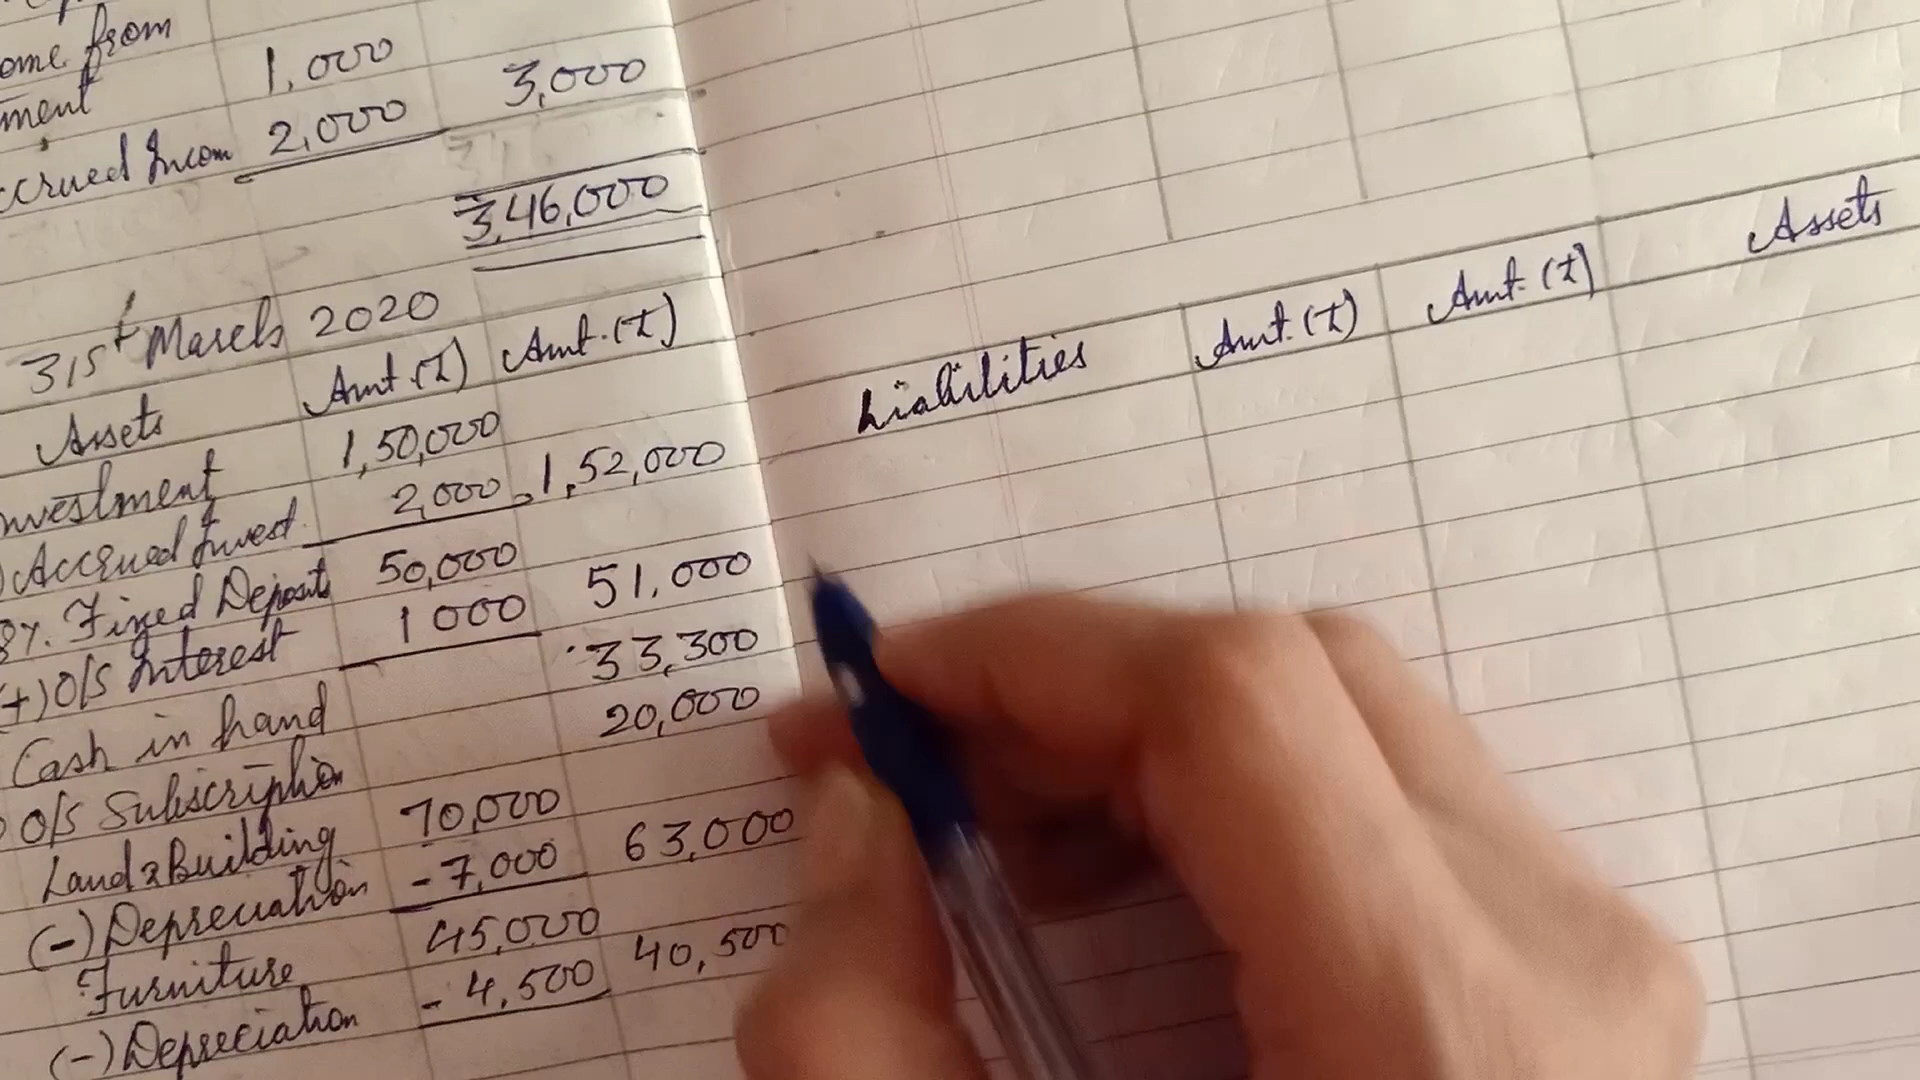 ome from
ment 1,000
ccrued Incom 2,000 3,000
3,46,000
31st March 2020
Assets Amt.(₹) Amt.(₹)
nvestment 1,50,000
) Accrued Invest. 2,000 1,52,000
8%. Fixed Deposits 50,000
(+) O/S Interest 1000 51,000
Cash in hand 33,300
O/S Subscription 20,000
Land & Building 70,000
(-) Depreciation - 7,000 63,000
Furniture 45,000
(-) Depreciation - 4,500 40,500
Liabilities Amt.(₹) Amt.(₹) Assets